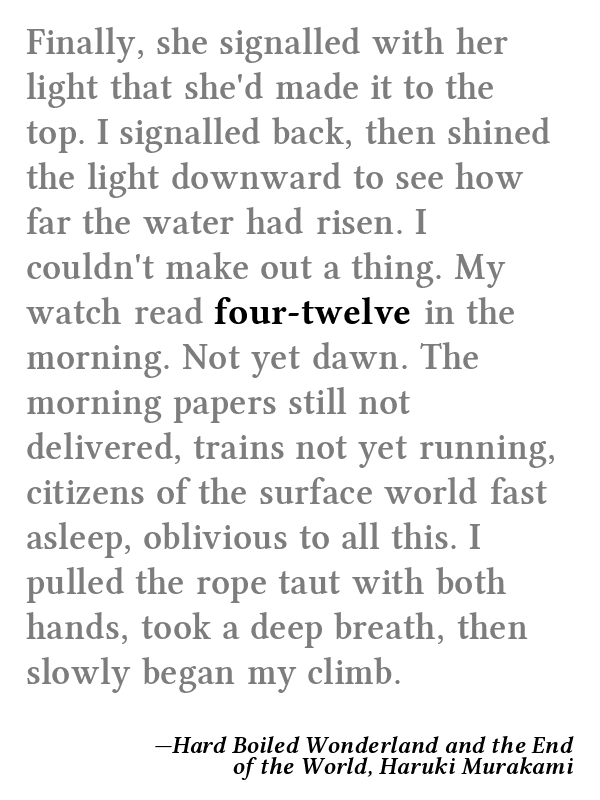 Finally, she signalled with her
light that she'd made it to the
top. I signalled back, then shined
the light downward to see how
far the water had risen. I
couldn't make out a thing. My
watch read four-twelve in the
morning. Not yet dawn. The
morning papers still not
delivered, trains not yet running,
citizens of the surface world fast
asleep, oblivious to all this. I
pulled the rope taut with both
hands, took a deep breath, then
slowly began my climb.
—Hard Boiled Wonderland and the End
of the World, Haruki Murakami